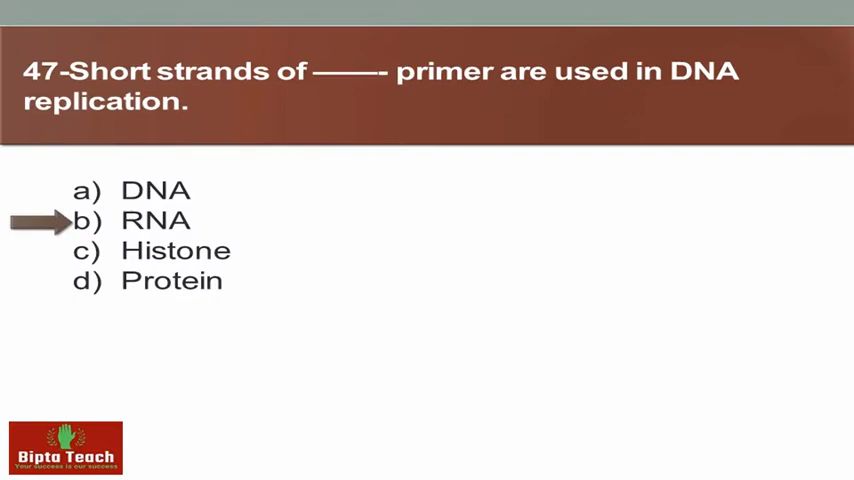 47-Short strands of ——- primer are used in DNA
replication.
a) DNA
b) RNA
c) Histone
d) Protein
Bipta Teach
Your success is our success